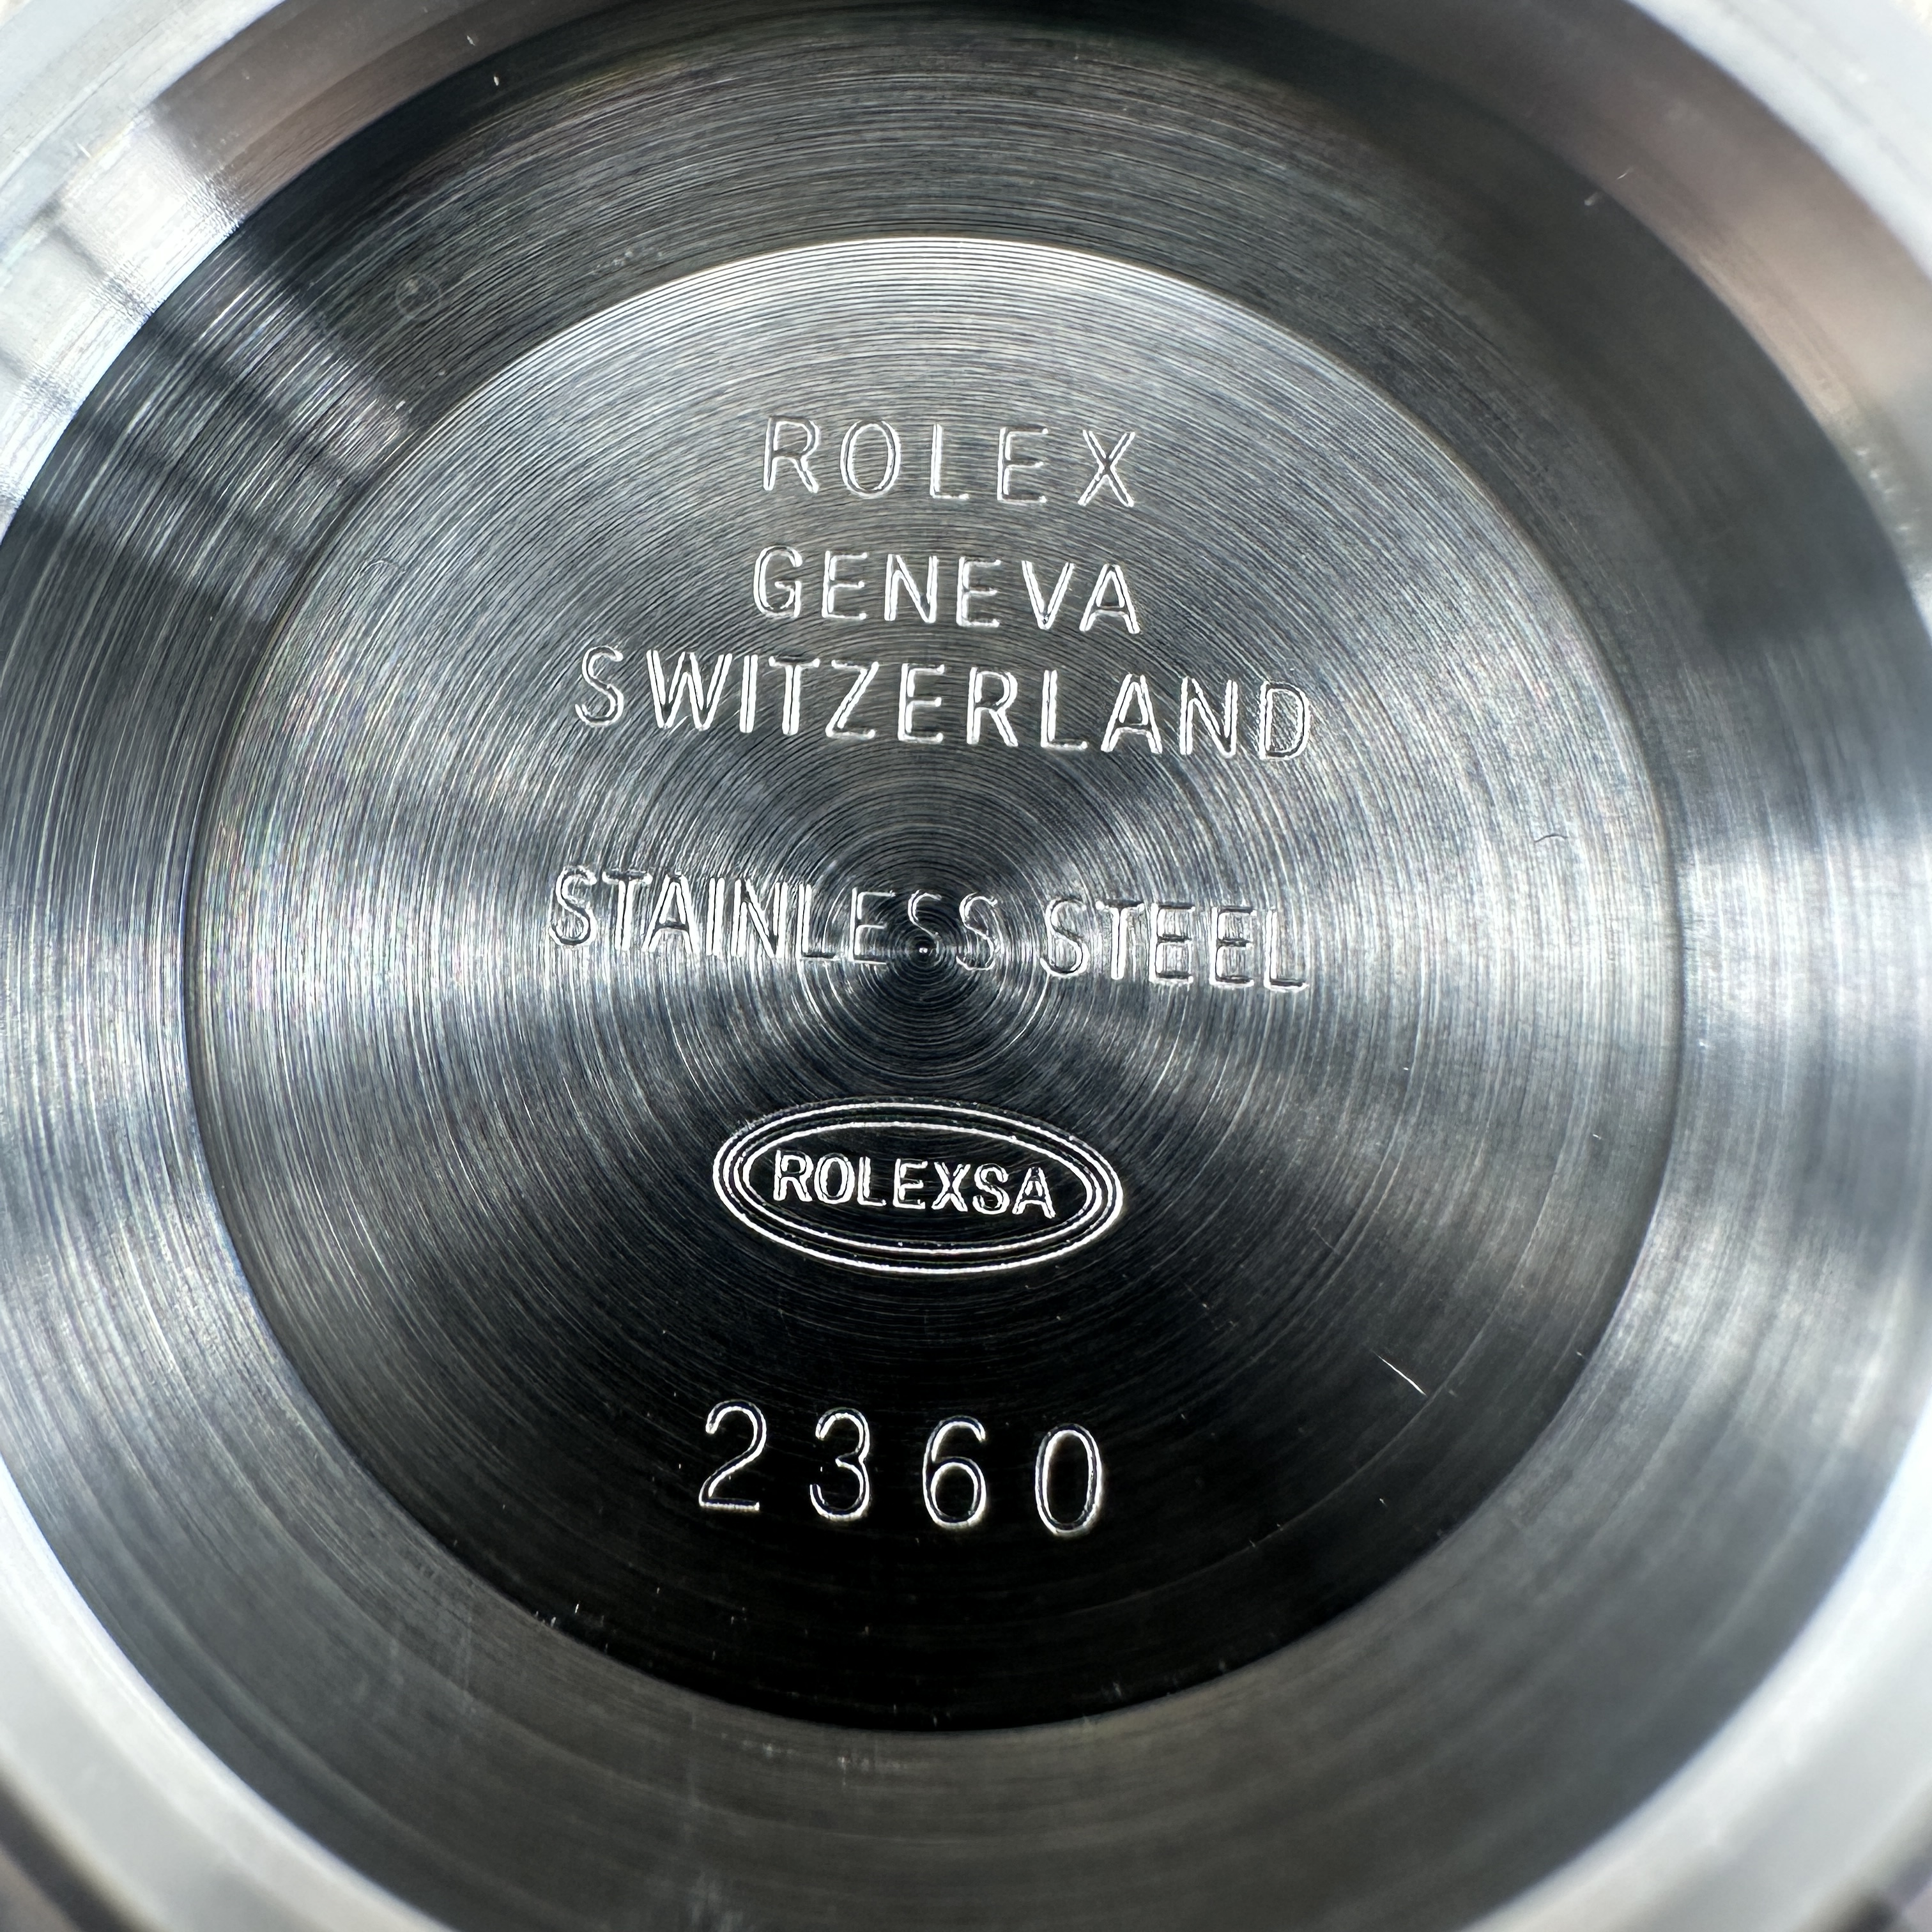 ROLEX
GENEVA
SWITZERLAND
STAINLESS STEEL
ROLEXSA
2360